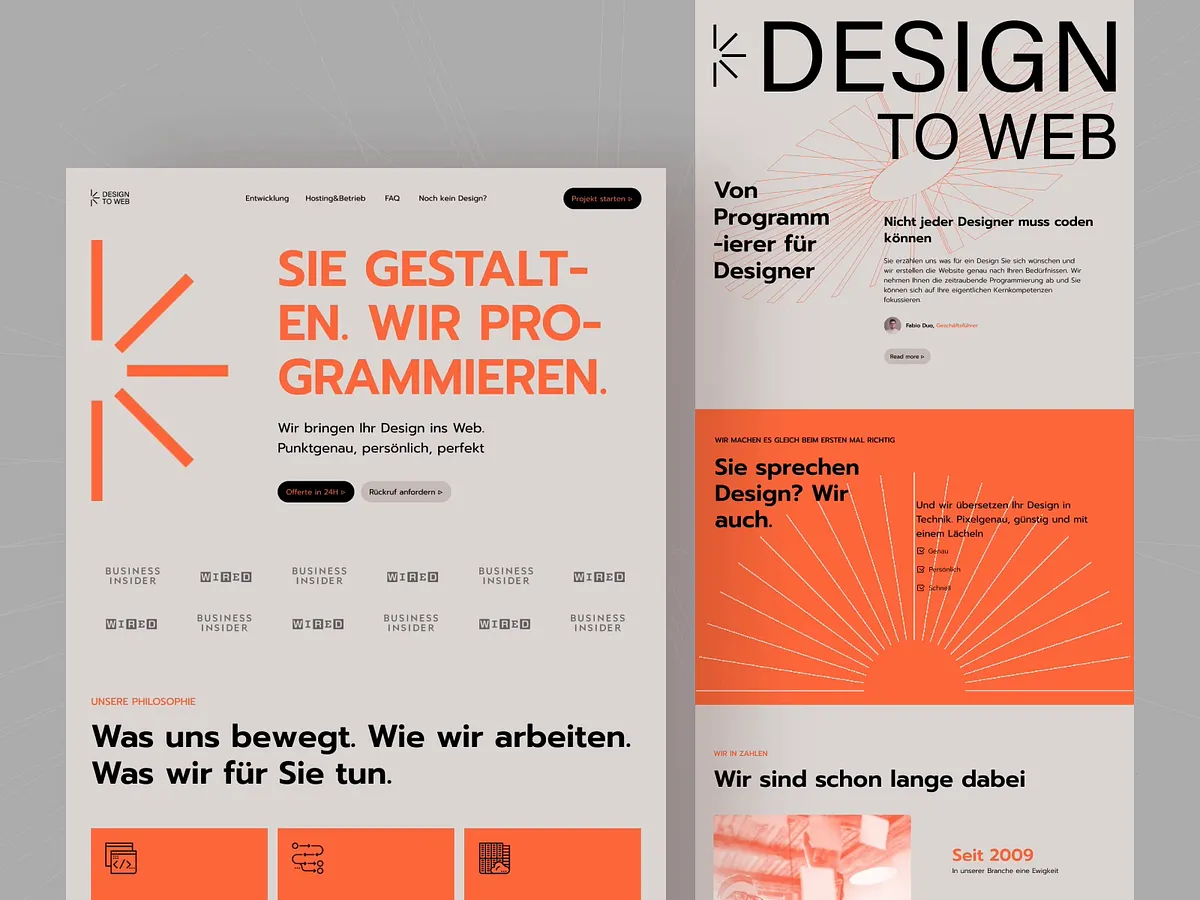 DESIGN
TO WEB
Entwicklung
Hosting&Betrieb
FAQ
Noch kein Design?
Projekt starten ▹
SIE GESTALT-
EN. WIR PRO-
GRAMMIEREN.
Wir bringen Ihr Design ins Web.
Punktgenau, persönlich, perfekt
Offerte in 24H ▹
Rückruf anfordern ▹
BUSINESS
INSIDER
WIRED
BUSINESS
INSIDER
WIRED
BUSINESS
INSIDER
WIRED
WIRED
BUSINESS
INSIDER
WIRED
BUSINESS
INSIDER
WIRED
BUSINESS
INSIDER
UNSERE PHILOSOPHIE
Was uns bewegt. Wie wir arbeiten.
Was wir für Sie tun.
DESIGN
TO WEB
Von
Programm
-ierer für
Designer
Nicht jeder Designer muss coden
können
Sie erzählen uns was für ein Design Sie sich wünschen und
wir erstellen die Website genau nach Ihren Bedürfnissen. Wir
nehmen Ihnen die zeitraubende Programmierung ab und Sie
können sich auf Ihre eigentlichen Kernkompetenzen
fokussieren.
Fabio Duo, Geschäftsführer
Read more ▹
WIR MACHEN ES GLEICH BEIM ERSTEN MAL RICHTIG
Sie sprechen
Design? Wir
auch.
Und wir übersetzen Ihr Design in
Technik. Pixelgenau, günstig und mit
einem Lächeln
Genau
Persönlich
Schnell
WIR IN ZAHLEN
Wir sind schon lange dabei
Seit 2009
In unserer Branche eine Ewigkeit